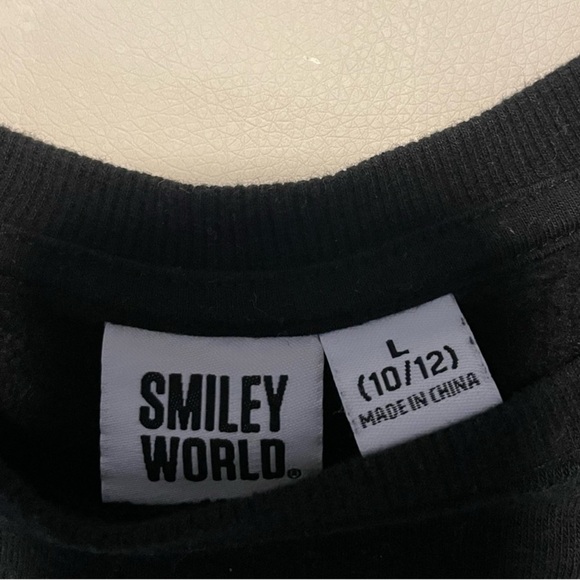 SMILEY
WORLD®
L
(10/12)
MADE IN CHINA